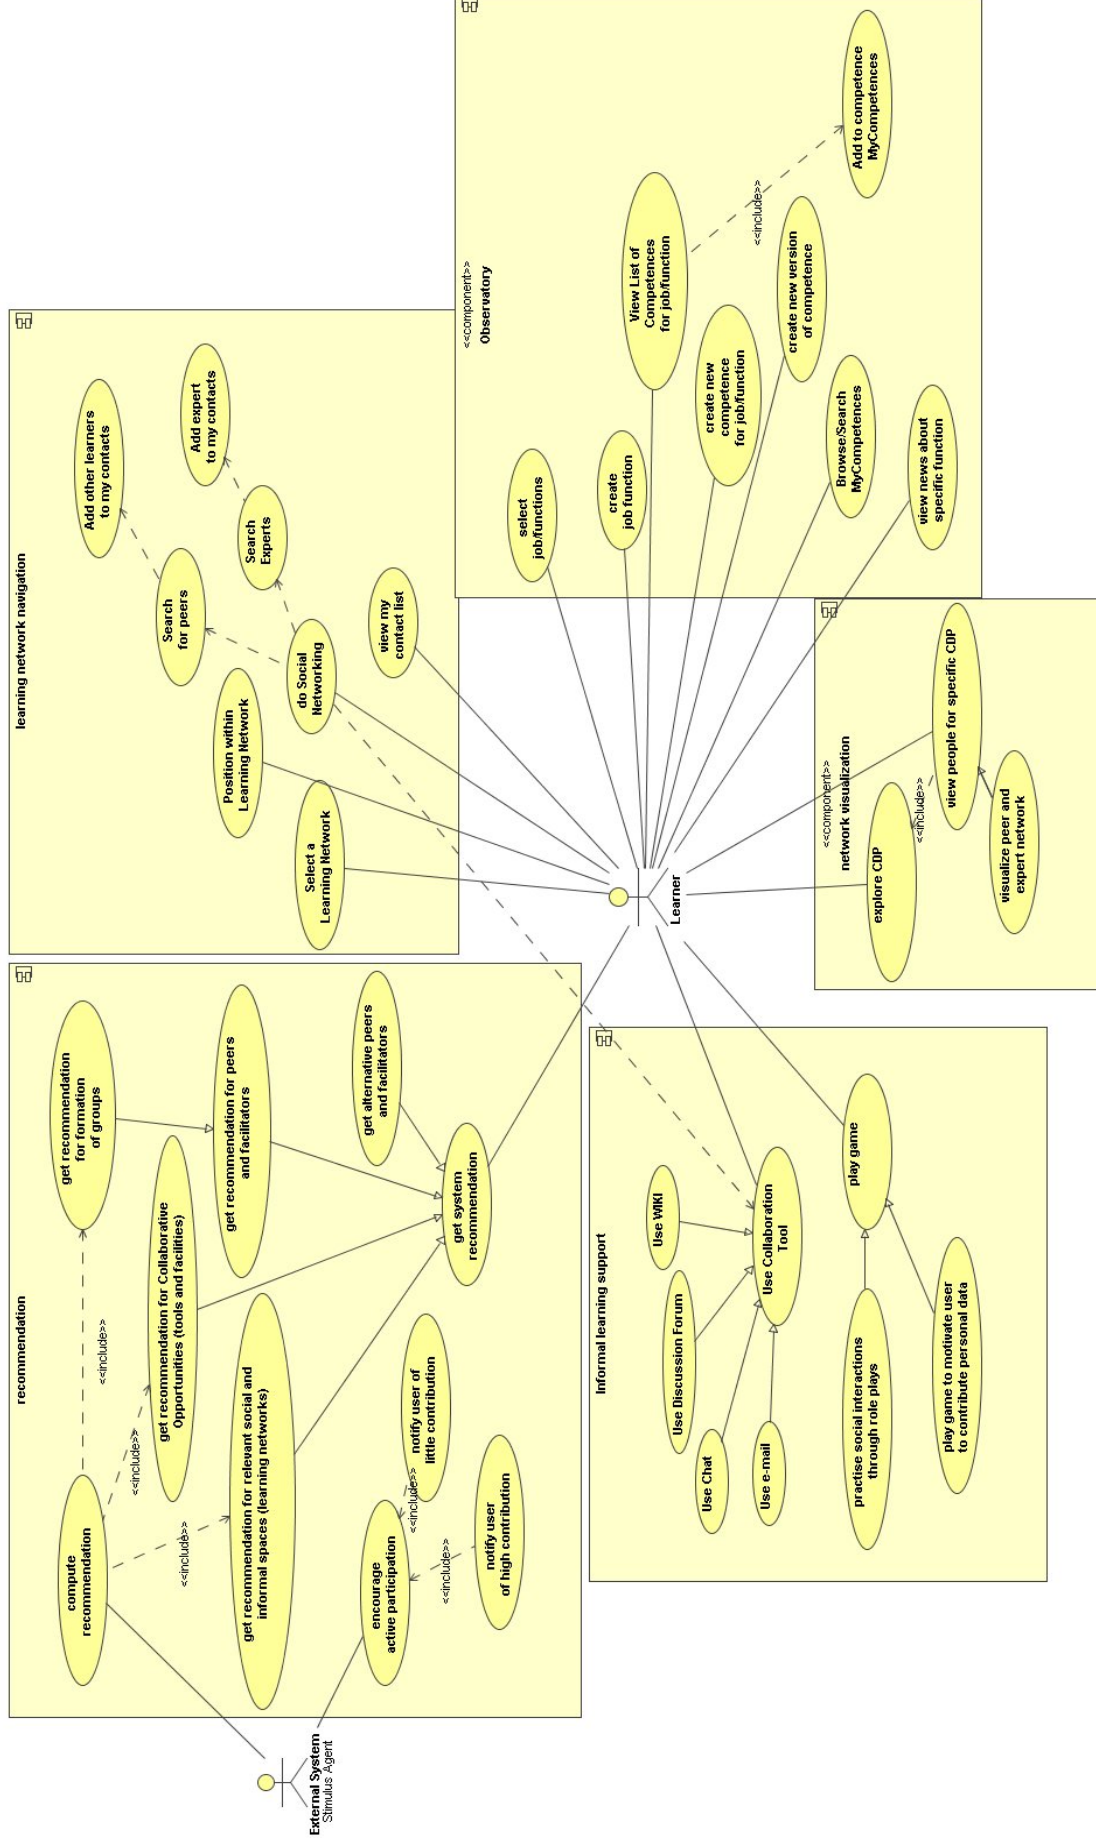 recommendation
compute
recommendation
<<include>>
<<include>>
<<include>>
get recommendation
for formation
of groups
get recommendation for Collaborative
Opportunities (tools and facilities)
get recommendation for peers
and facilitators
get recommendation for relevant social and
informal spaces (learning networks)
get alternative peers
and facilitators
get system
recommendation
encourage
active participation
<<include>>
notify user of
little contribution
<<include>>
notify user
of high contribution
External System
Stimulus Agent
learning network navigation
Add other learners
to my contacts
Add expert
to my contacts
Search
for peers
Search
Experts
Position within
Learning Network
do Social
Networking
Select a
Learning Network
view my
contact list
Learner
<<component>>
Observatory
select
job/functions
create
job function
View List of
Competences
for job/function
<<include>>
Add to competence
MyCompetences
create new
competence
for job/function
create new version
of competence
Browse/Search
MyCompetences
view news about
specific function
Informal learning support
Use WIKI
Use Discussion Forum
Use Chat
Use e-mail
Use Collaboration
Tool
play game
practise social interactions
through role plays
play game to motivate user
to contribute personal data
<<component>>
network visualization
explore CDP
<<include>>
view people for specific CDP
visualize peer and
expert network